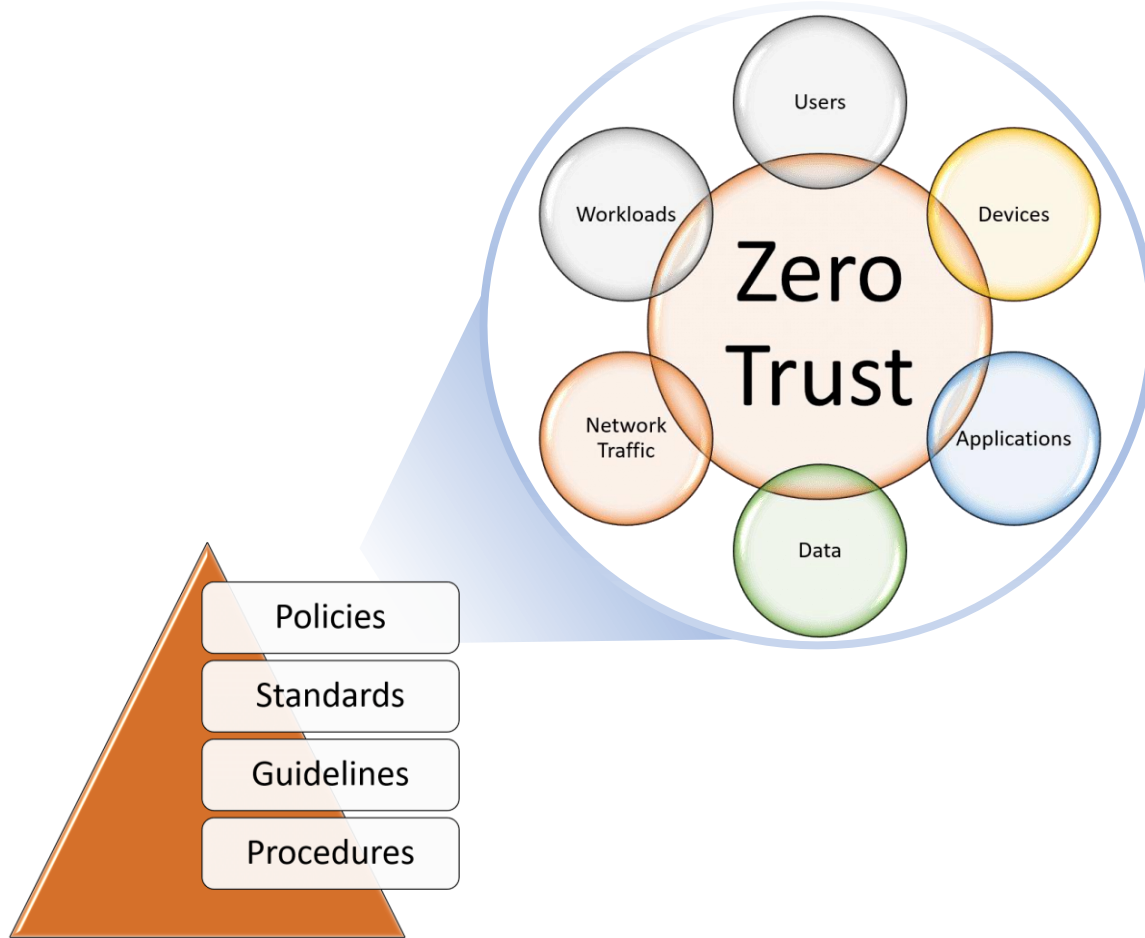 Users
Workloads
Devices
Zero
Trust
Network
Traffic
Applications
Data
Policies
Standards
Guidelines
Procedures